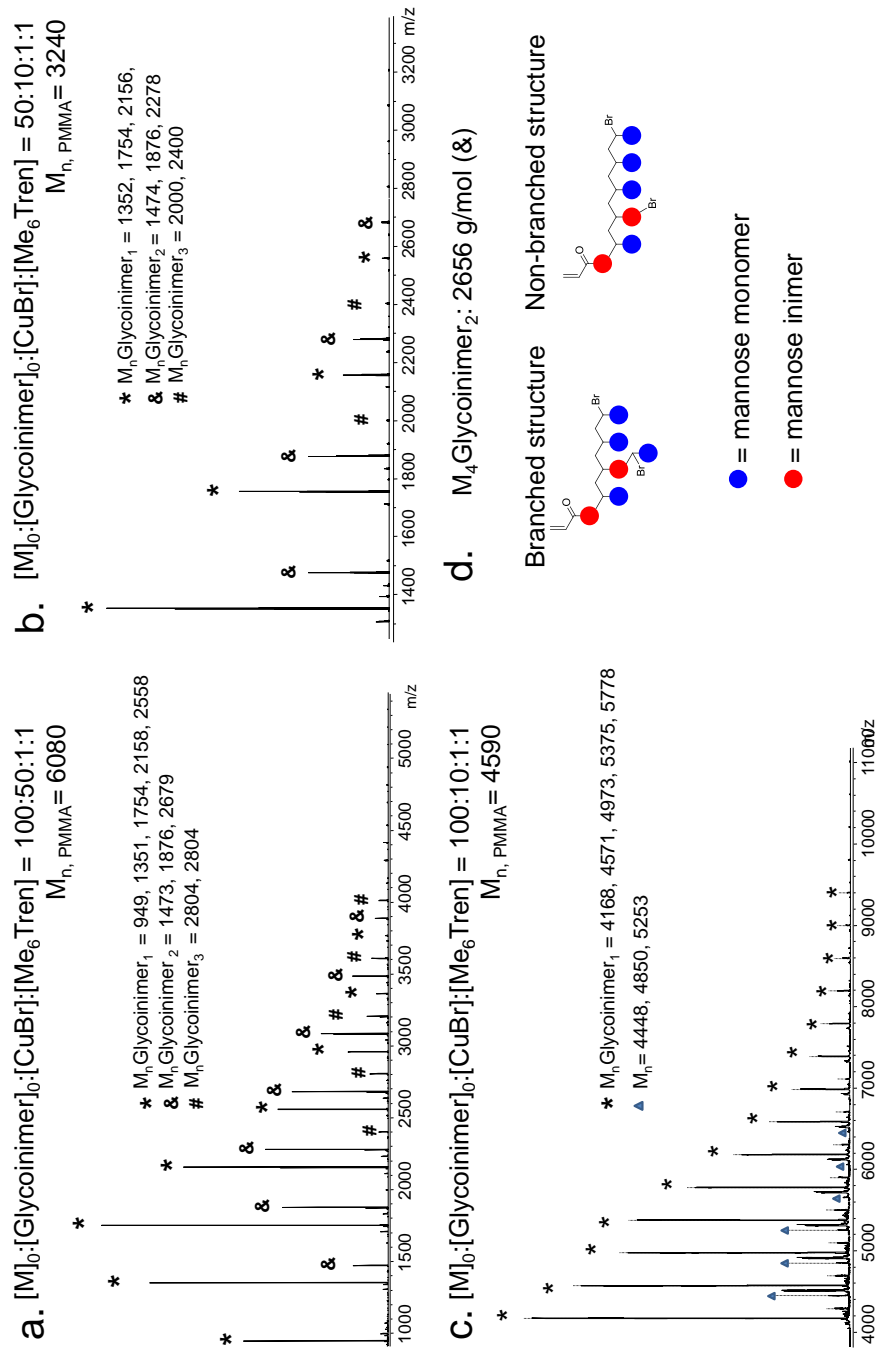 a. [M]0:[Glycoinimer]0:[CuBr]:[Me6Tren] = 100:50:1:1
Mn, PMMA= 6080
* MnGlycoinimer1 = 949, 1351, 1754, 2158, 2558
& MnGlycoinimer 2 = 1473, 1876, 2679
# MnGlycoinimer3 = 2804, 2804
* * * & * & * & * & # * & # * & # * & #
1000 1500 2000 2500 3000 3500 4000 4500 5000 m/z
b. [M]0:[Glycoinimer]0:[CuBr]:[Me6Tren] = 50:10:1:1
Mn, PMMA= 3240
* MnGlycoinimer1 = 1352, 1754, 2156,
& MnGlycoinimer2 = 1474, 1876, 2278
# MnGlycoinimer3 = 2000, 2400
* & * & # * & # * &
1400 1600 1800 2000 2200 2400 2600 2800 3000 3200 m/z
c. [M]0:[Glycoinimer]0:[CuBr]:[Me6Tren] = 100:10:1:1
Mn, PMMA= 4590
* MnGlycoinimer1 = 4168, 4571, 4973, 5375, 5778
Mn= 4448, 4850, 5253
* * * * * * * * * * * * * *
4000 5000 6000 7000 8000 9000 10000 11000
d. M4Glycoinimer2: 2656 g/mol (&)
Branched structure Non-branched structure
O Br Br
O Br Br
= mannose monomer
= mannose inimer